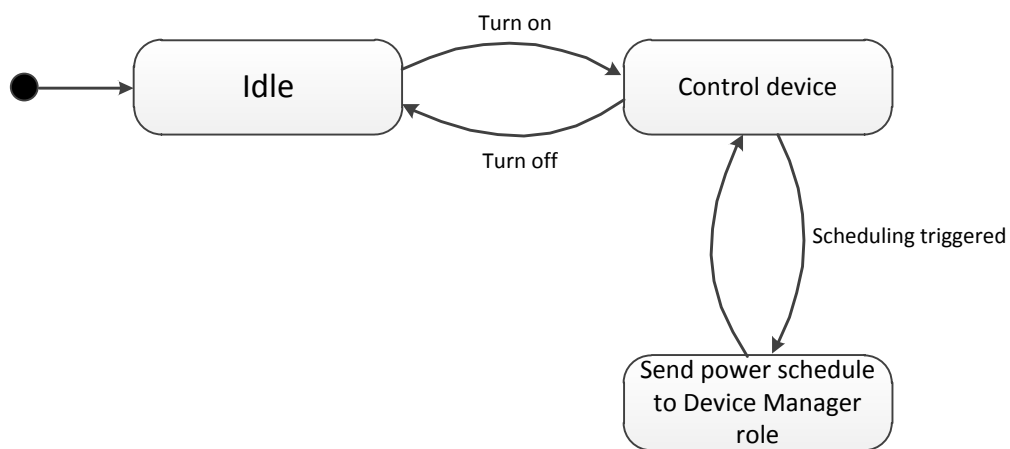 Turn on
Idle
Control device
Turn off
Scheduling triggered
Send power schedule
to Device Manager
role